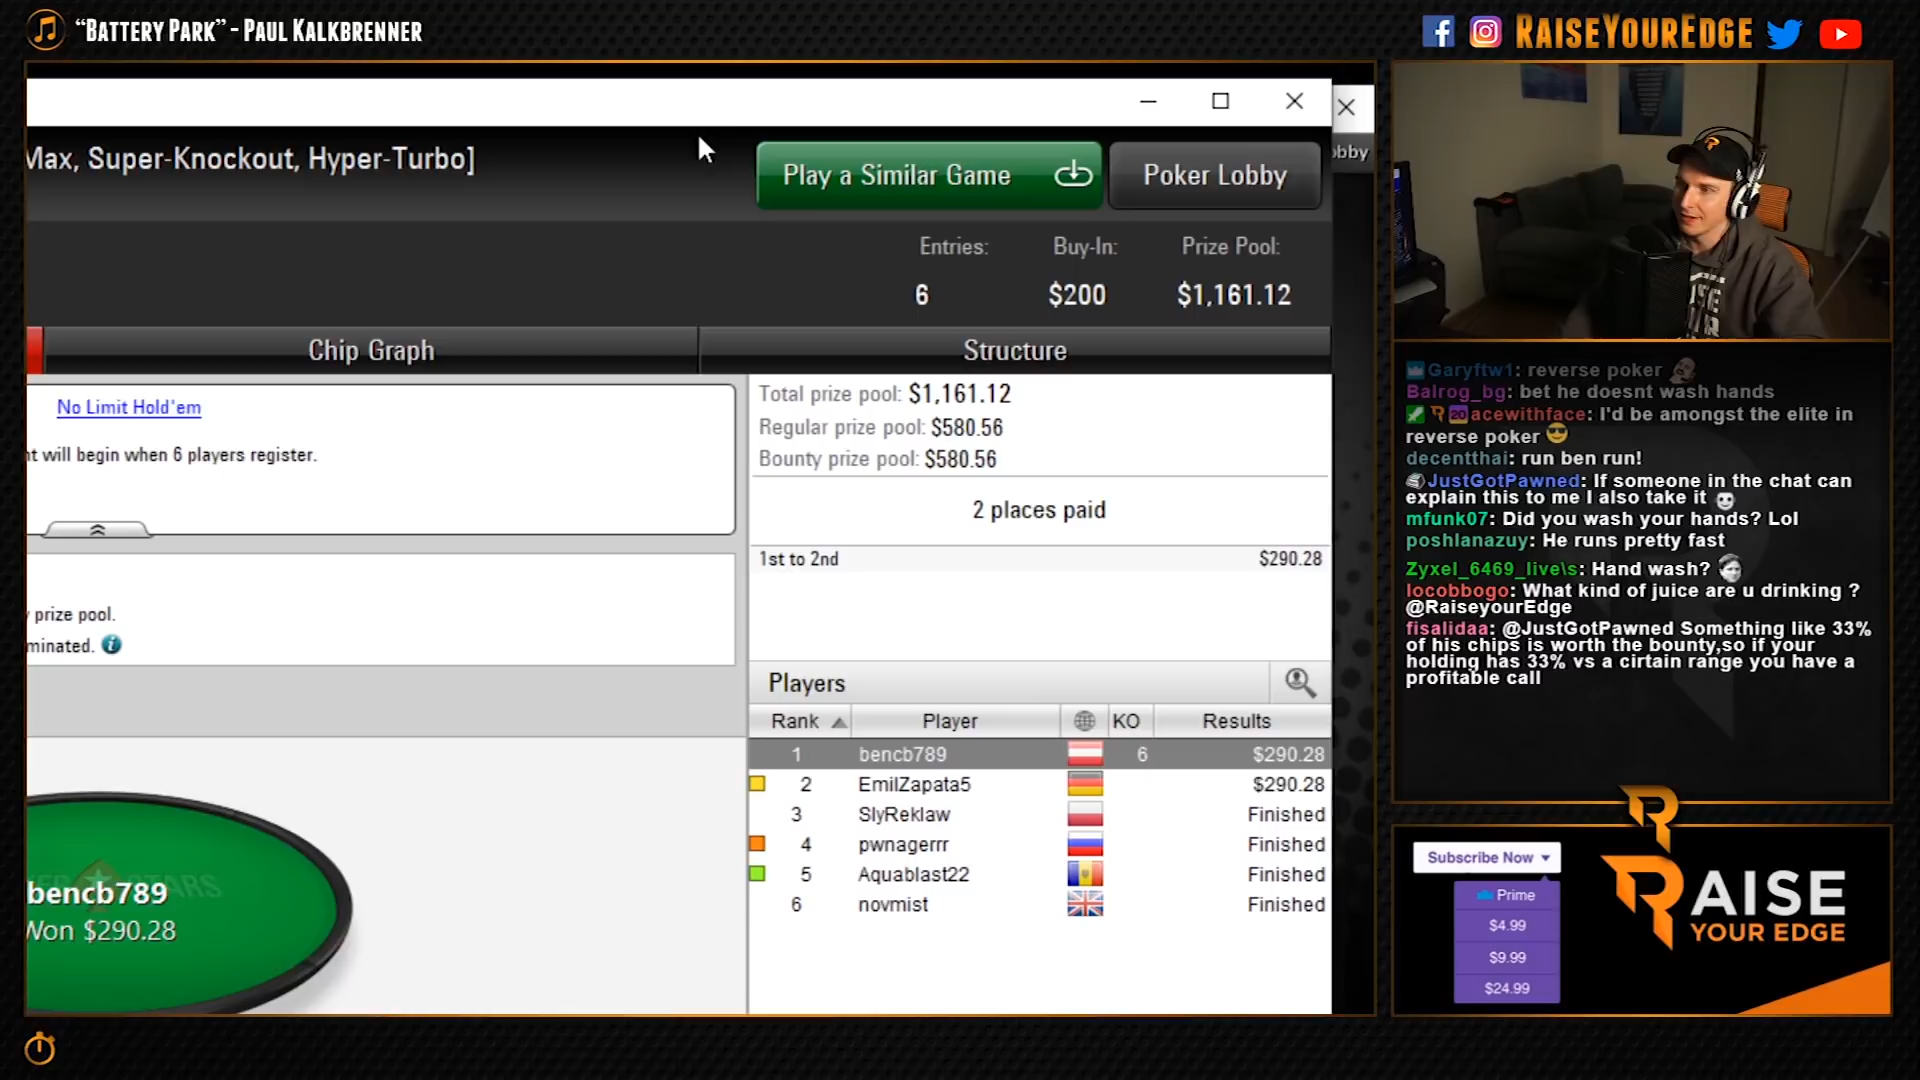 "Battery Park" - Paul Kalkbrenner
RaiseYourEdge
Max, Super-Knockout, Hyper-Turbo]
Play a Similar Game
Poker Lobby
obby
Entries:
Buy-In:
Prize Pool:
6
$200
$1,161.12
Chip Graph
Structure
No Limit Hold'em
nt will begin when 6 players register.
prize pool.
minated.
Total prize pool: $1,161.12
Regular prize pool: $580.56
Bounty prize pool: $580.56
2 places paid
1st to 2nd $290.28
Players
Rank Player KO Results
1 bencb789 6 $290.28
2 EmilZapata5 $290.28
3 SlyReklaw Finished
4 pwnagerrr Finished
5 Aquablast22 Finished
6 novmist Finished
bencb789
Won $290.28
Garyftw1: reverse poker
Balrog_bg: bet he doesnt wash hands
20 acewithface: I'd be amongst the elite in
reverse poker
decentthai: run ben run!
JustGotPawned: If someone in the chat can
explain this to me I also take it
mfunk07: Did you wash your hands? Lol
poshlanazuy: He runs pretty fast
Zyxel_6469_live\s: Hand wash?
locobbogo: What kind of juice are u drinking ?
@RaiseyourEdge
fisalidaa: @JustGotPawned Something like 33%
of his chips is worth the bounty,so if your
holding has 33% vs a cirtain range you have a
profitable call
Subscribe Now
Prime
$4.99
$9.99
$24.99
RAISE
YOUR EDGE